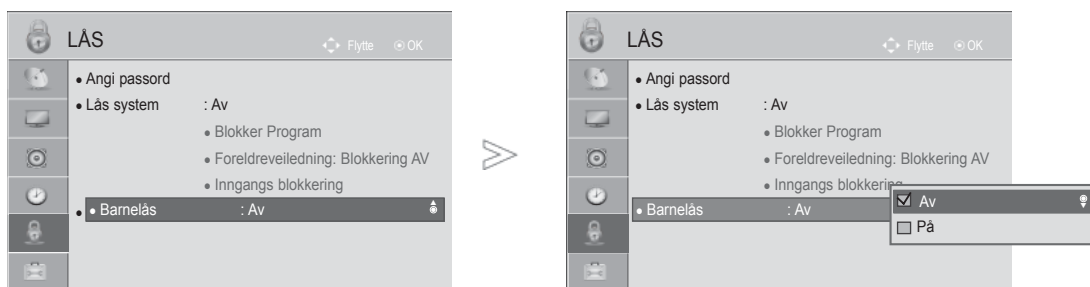 LÅS Flytte OK
• Angi passord
• Lås system : Av
• Blokker Program
• Foreldreveiledning: Blokkering AV
• Inngangs blokkering
• • Barnelås : Av
LÅS Flytte OK
• Angi passord
• Lås system : Av
• Blokker Program
• Foreldreveiledning: Blokkering AV
• Inngangs blokkering
• Barnelås : Av
Av
På